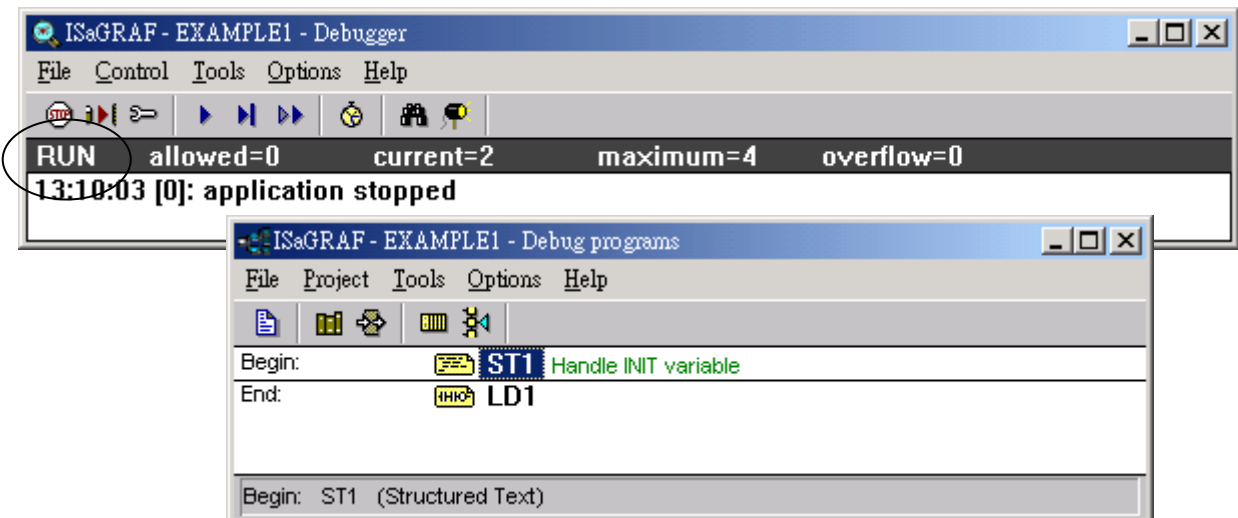 ISaGRAF - EXAMPLE1 - Debugger
File Control Tools Options Help
STOP
RUN allowed=0 current=2 maximum=4 overflow=0
13:10:03 [0]: application stopped
ISaGRAF - EXAMPLE1 - Debug programs
File Project Tools Options Help
Begin: ST1 Handle INIT variable
End: LD1
Begin: ST1 (Structured Text)